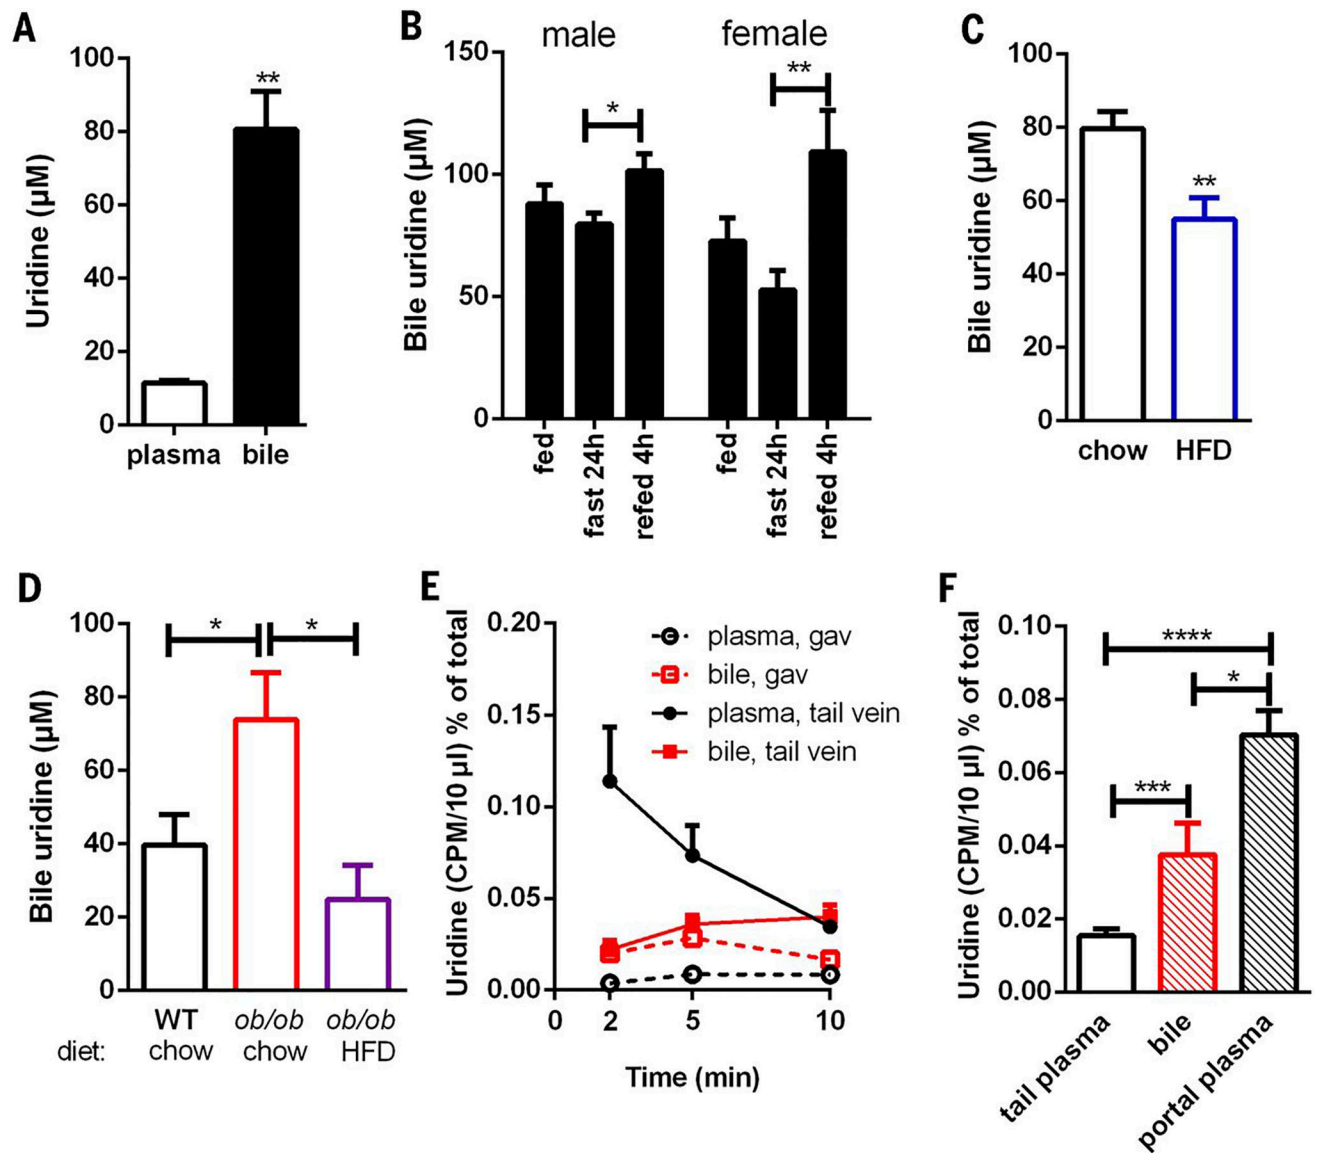 A
Uridine (µM)
100
80
60
40
20
0
**
plasma bile
B
male female
Bile uridine (µM)
150
100
50
0
*
**
fed
fast 24h
refed 4h
fed
fast 24h
refed 4h
C
Bile uridine (µM)
100
80
60
40
20
0
**
chow HFD
D
Bile uridine (µM)
100
80
60
40
20
0
* *
WT ob/ob ob/ob
diet: chow chow HFD
E
Uridine (CPM/10 µl) % of total
0.20
0.15
0.10
0.05
0.00
plasma, gav
bile, gav
plasma, tail vein
bile, tail vein
0 2 5 10
Time (min)
F
Uridine (CPM/10 µl) % of total
0.10
0.08
0.06
0.04
0.02
0.00
****
*
***
tail plasma
bile
portal plasma